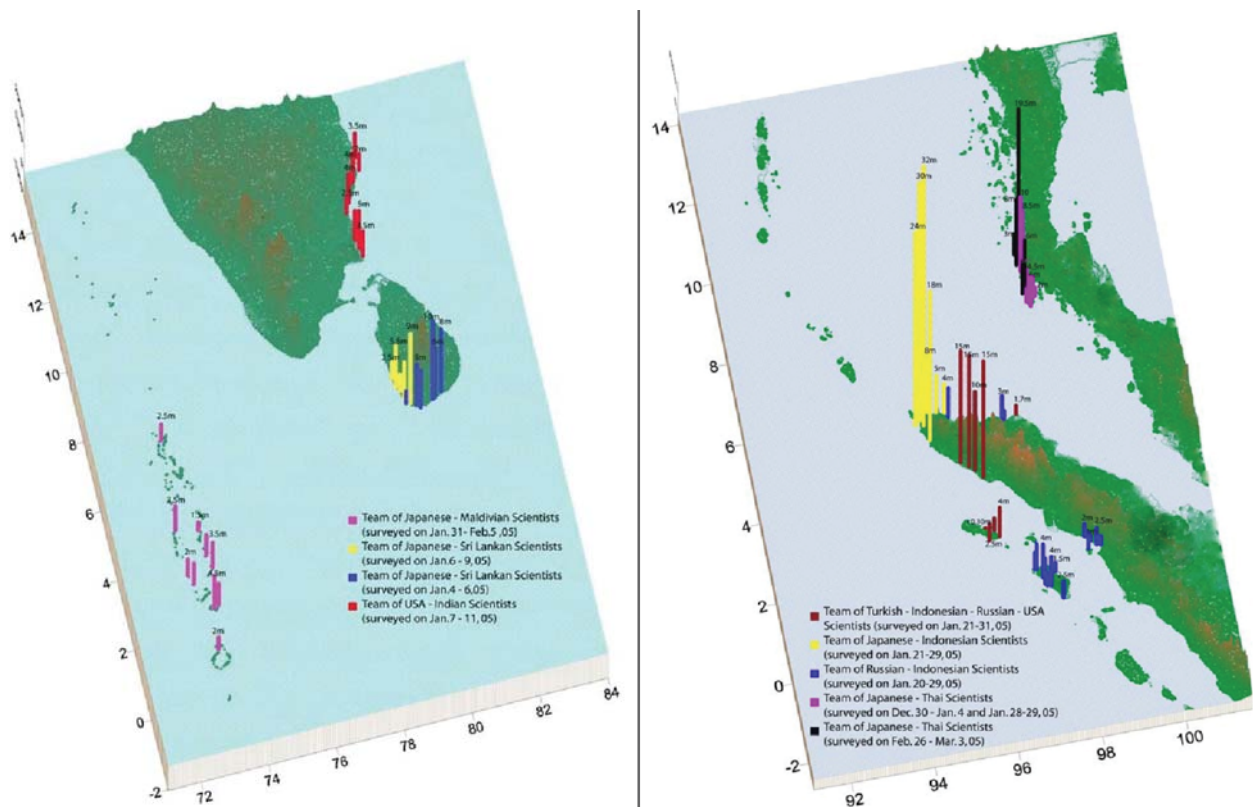 3.5m
5m
2.5m
3.5m
2m
3.5m
2m
14
12
10
8
6
4
2
0
-2
72
74
76
78
80
82
84
Team of Japanese - Maldivian Scientists
(surveyed on Jan. 31- Feb.5 ,05)
Team of Japanese - Sri Lankan Scientists
(surveyed on Jan.6 - 9, 05)
Team of Japanese - Sri Lankan Scientists
(surveyed on Jan.4 - 6,05)
Team of USA - Indian Scientists
(surveyed on Jan.7 - 11, 05)
19.5m
32m
30m
24m
18m
8m
5m
4m
15m
15m
5m
1.7m
4m
2.5m
2m
2.5m
4m
4m
14
12
10
8
6
4
2
0
-2
92
94
96
98
100
Team of Turkish - Indonesian - Russian - USA
Scientists (surveyed on Jan. 21-31, 05)
Team of Japanese - Indonesian Scientists
(surveyed on Jan. 21-29, 05)
Team of Russian - Indonesian Scientists
(surveyed on Jan. 20-29, 05)
Team of Japanese - Thai Scientists
(surveyed on Dec. 30 - Jan. 4 and Jan. 28-29, 05)
Team of Japanese - Thai Scientists
(surveyed on Feb. 26 - Mar. 3, 05)